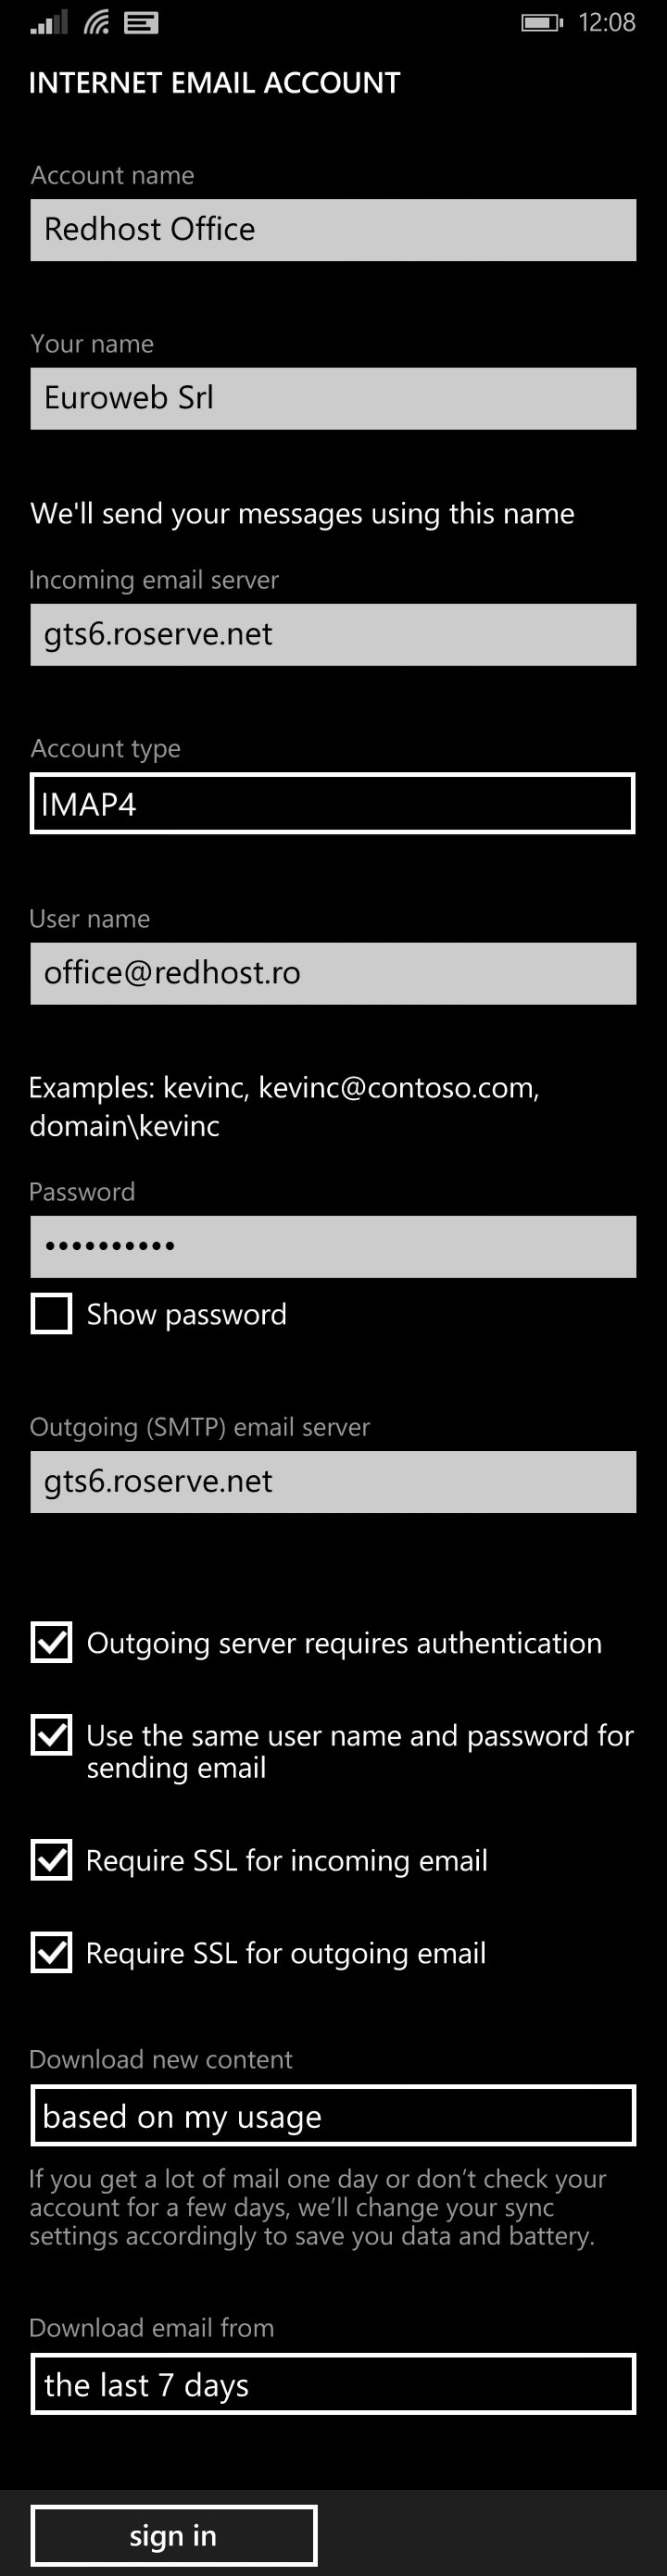 12:08
INTERNET EMAIL ACCOUNT
Account name
Redhost Office
Your name
Euroweb Srl
We'll send your messages using this name
Incoming email server
gts6.roserve.net
Account type
IMAP4
User name
office@redhost.ro
Examples: kevinc, kevinc@contoso.com,
domain\kevinc
Password
••••••••••
Show password
Outgoing (SMTP) email server
gts6.roserve.net
Outgoing server requires authentication
Use the same user name and password for
sending email
Require SSL for incoming email
Require SSL for outgoing email
Download new content
based on my usage
If you get a lot of mail one day or don’t check your
account for a few days, we’ll change your sync
settings accordingly to save you data and battery.
Download email from
the last 7 days
sign in